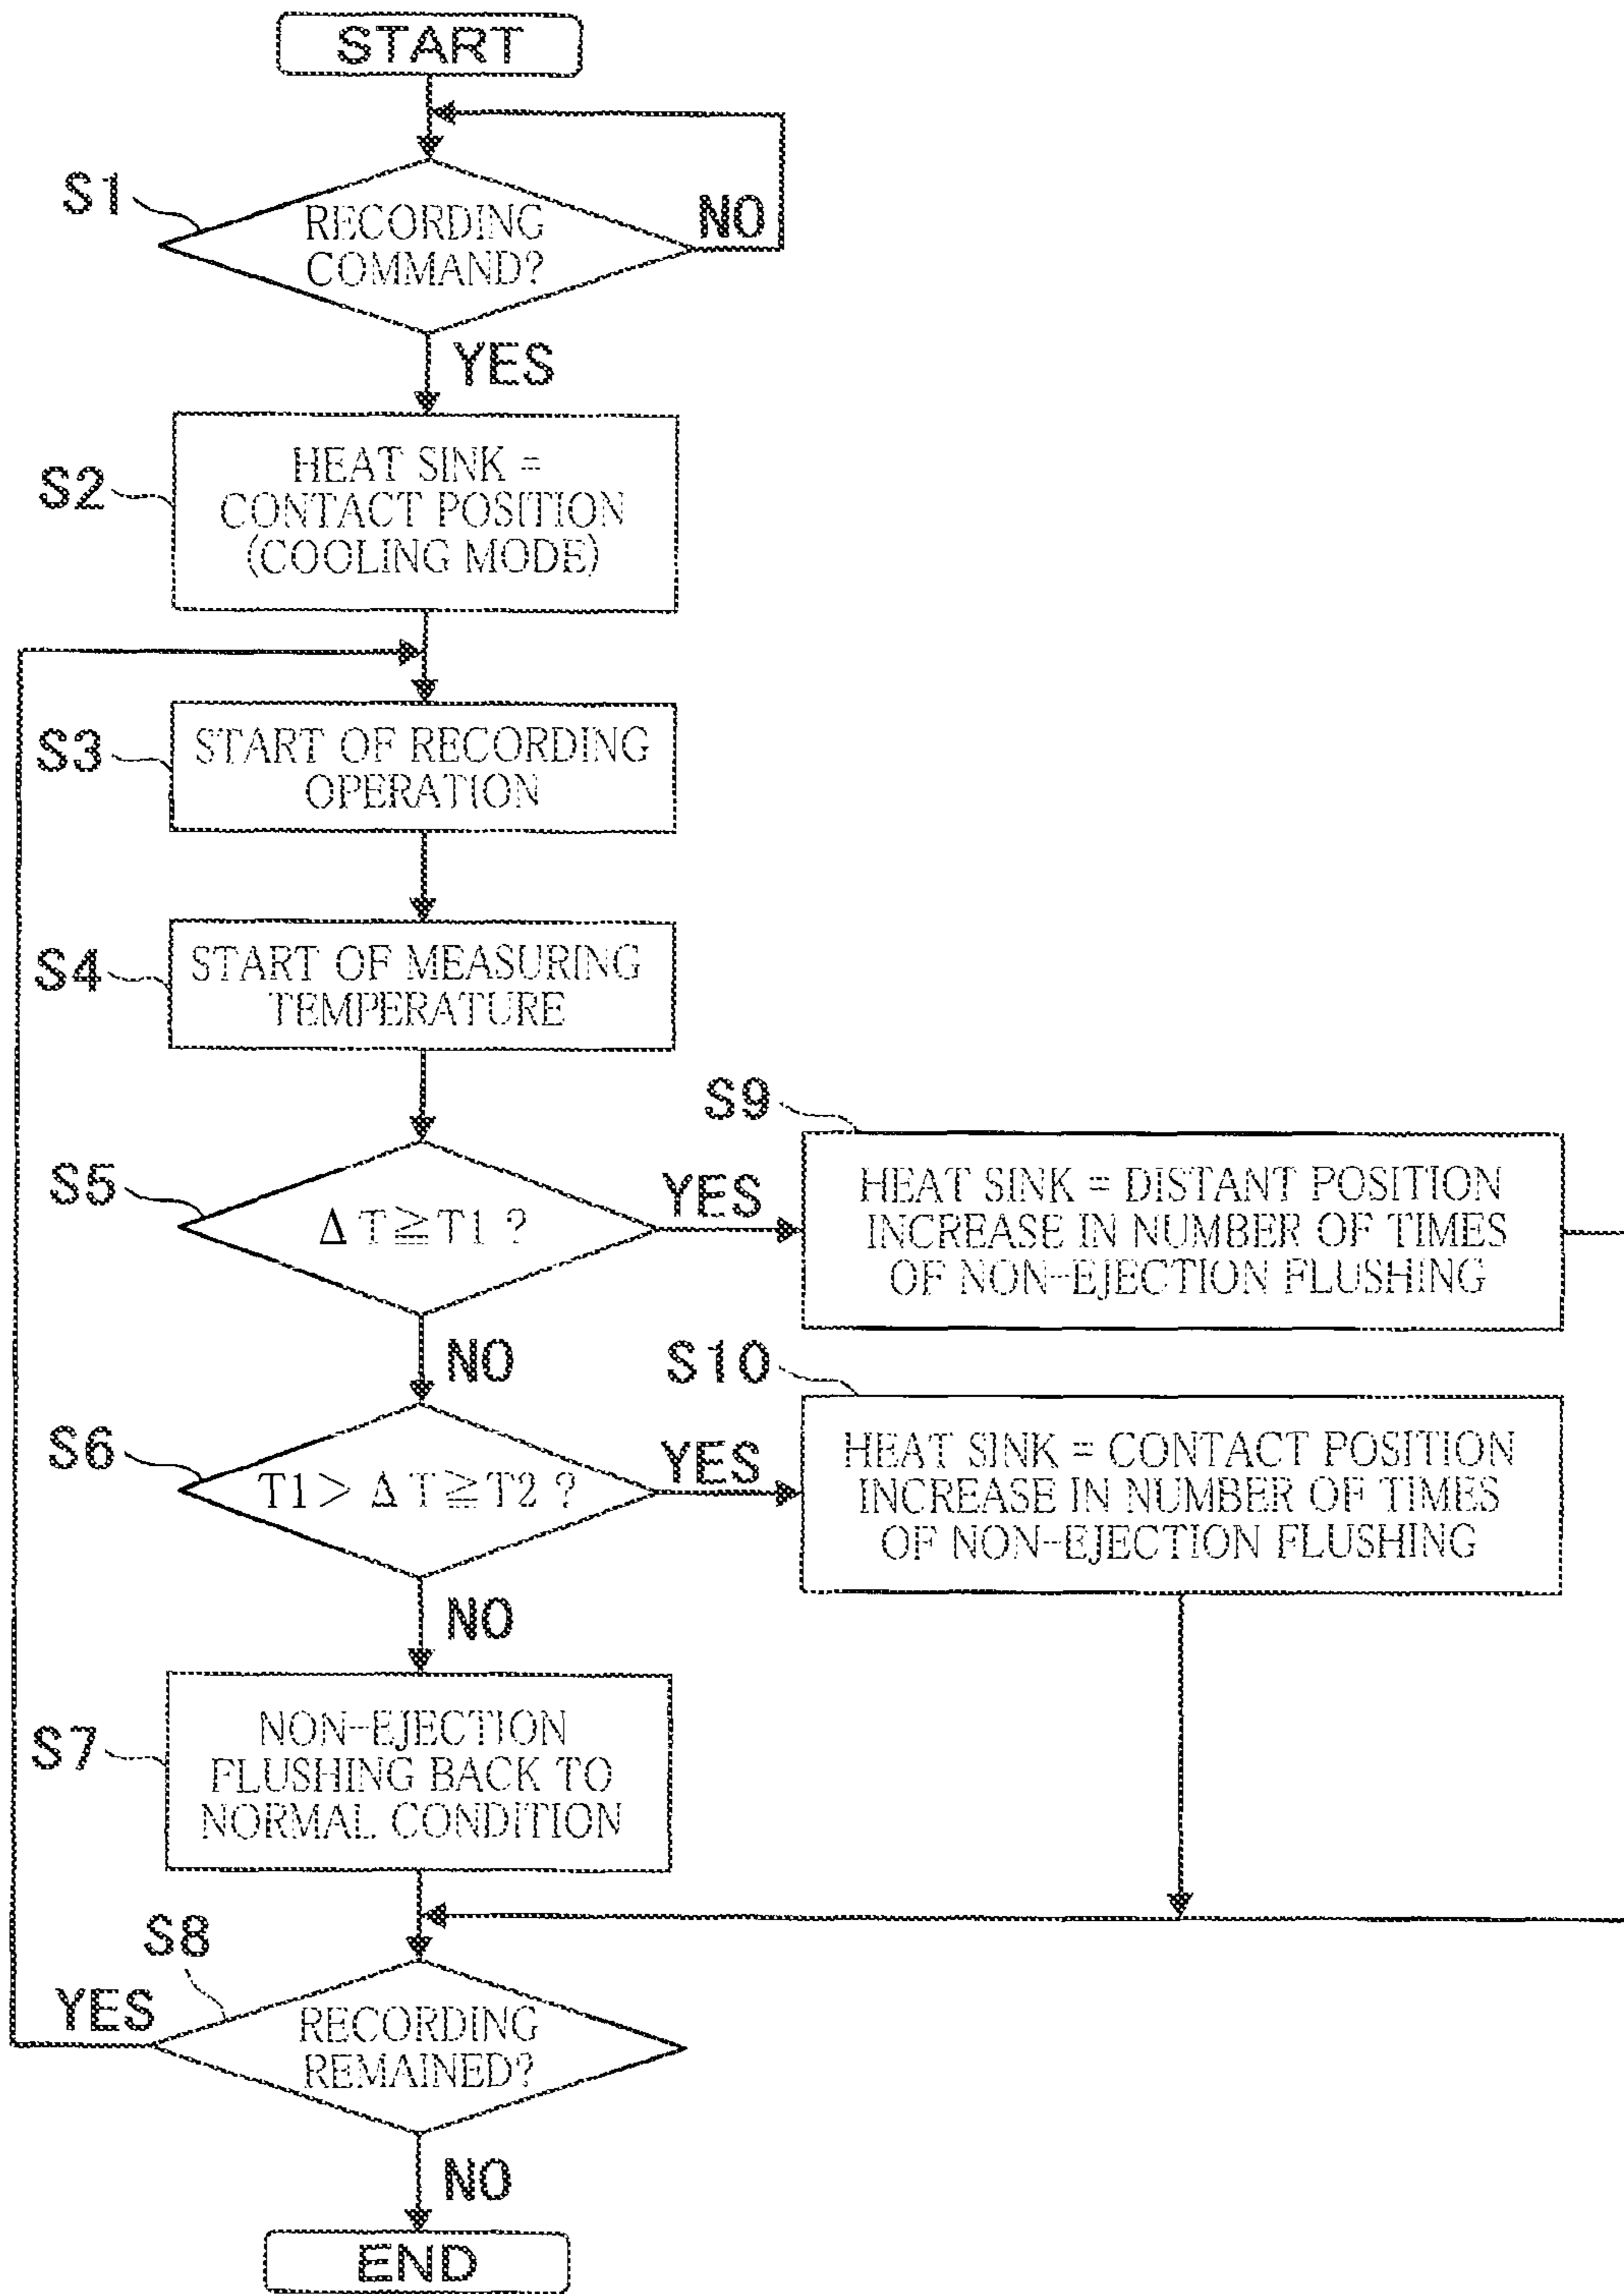 START
S1
RECORDING
COMMAND?
NO
YES
S2
HEAT SINK =
CONTACT POSITION
(COOLING MODE)
S3
START OF RECORDING
OPERATION
S4
START OF MEASURING
TEMPERATURE
S5
Δ T ≧ T1 ?
YES
S9
HEAT SINK = DISTANT POSITION
INCREASE IN NUMBER OF TIMES
OF NON-EJECTION FLUSHING
NO
S6
T1 > Δ T ≧ T2 ?
YES
S10
HEAT SINK = CONTACT POSITION
INCREASE IN NUMBER OF TIMES
OF NON-EJECTION FLUSHING
NO
S7
NON-EJECTION
FLUSHING BACK TO
NORMAL CONDITION
S8
YES
RECORDING
REMAINED?
NO
END